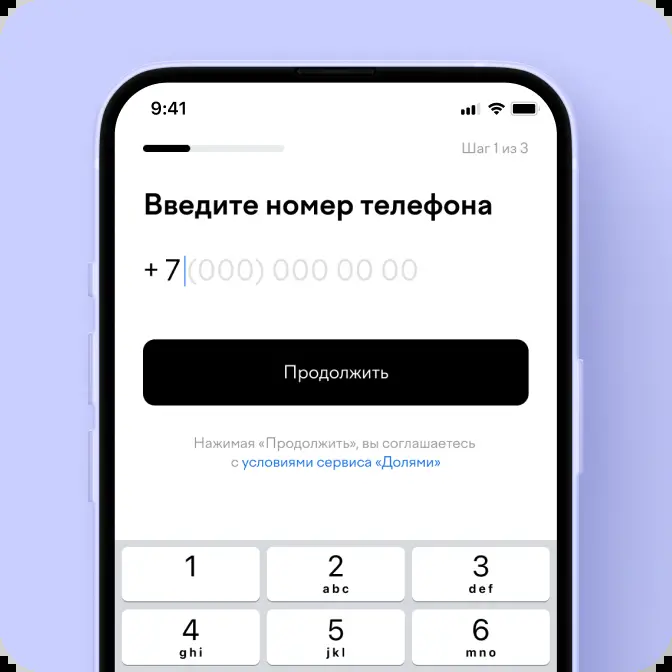 9:41
Шаг 1 из 3
Введите номер телефона
+ 7 (000) 000 00 00
Продолжить
Нажимая «Продолжить», вы соглашаетесь
с условиями сервиса «Долями»
1 2 3
abc def
4 5 6
ghi jkl mno